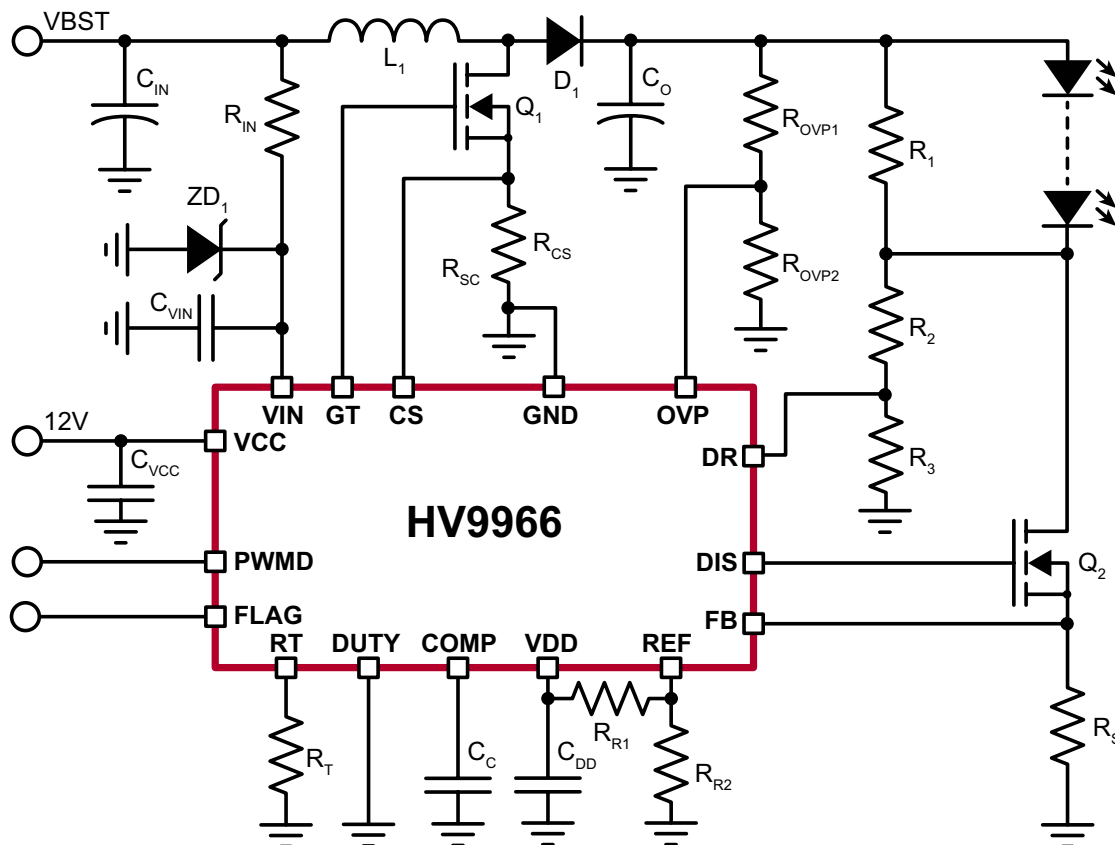 VBST
L1
D1
CIN
RIN
Q1
CO
ROVP1
R1
ZD1
RCS
RSC
ROVP2
CVIN
R2
VIN GT CS GND OVP
12V
VCC
CVCC
DR
R3
HV9966
PWMD
DIS
Q2
FLAG
FB
RT DUTY COMP VDD REF
RR1
RT
CC
CDD
RR2